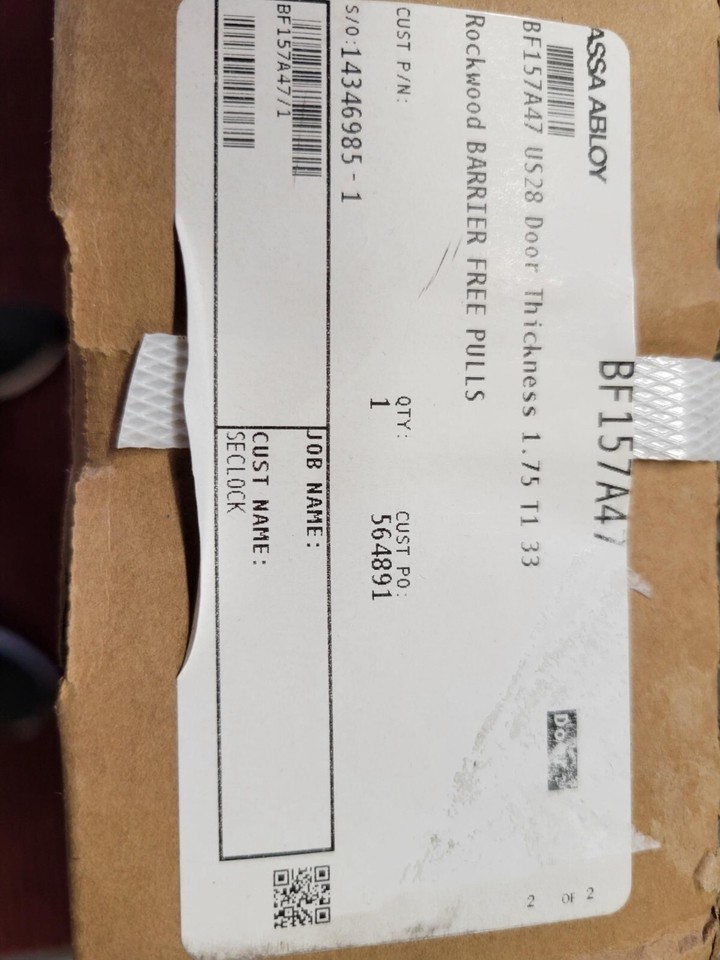 ASSA ABLOY
BF157A47
BF157A47 US28 Door Thickness 1.75 T1 33
Rockwood BARRIER FREE PULLS
2 OF 2
CUST P/N:
QTY:
1
CUST PO:
564891
S/O:14346985-1
BF157A47/1
JOB NAME:
CUST NAME:
SECLOCK